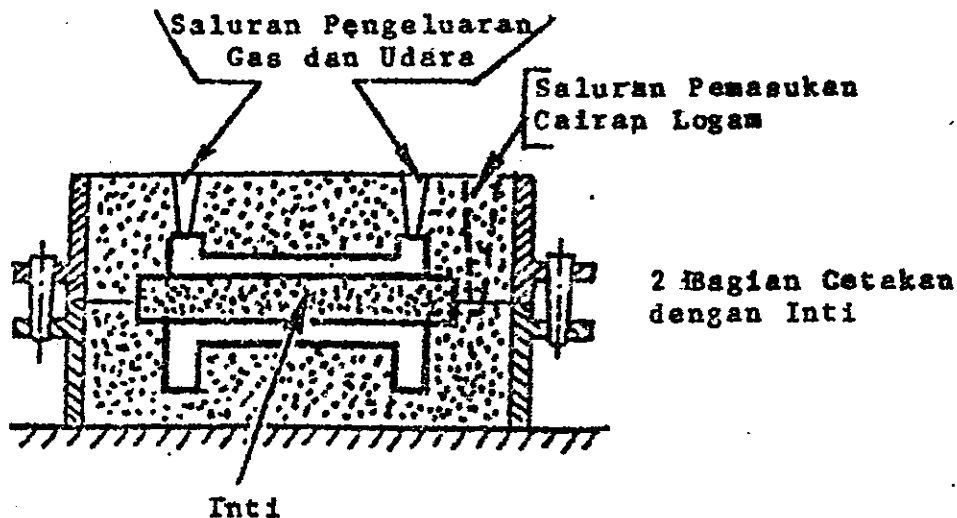 Saluran Pengeluaran
Gas dan Udara
Saluran Pemasukan
Cairan Logam
2 Bagian Cetakan
dengan Inti
Inti